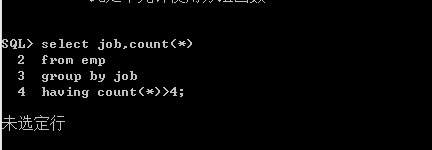 SQL> select job,count(*)
2 from emp
3 group by job
4 having count(*)>4;
未选定行